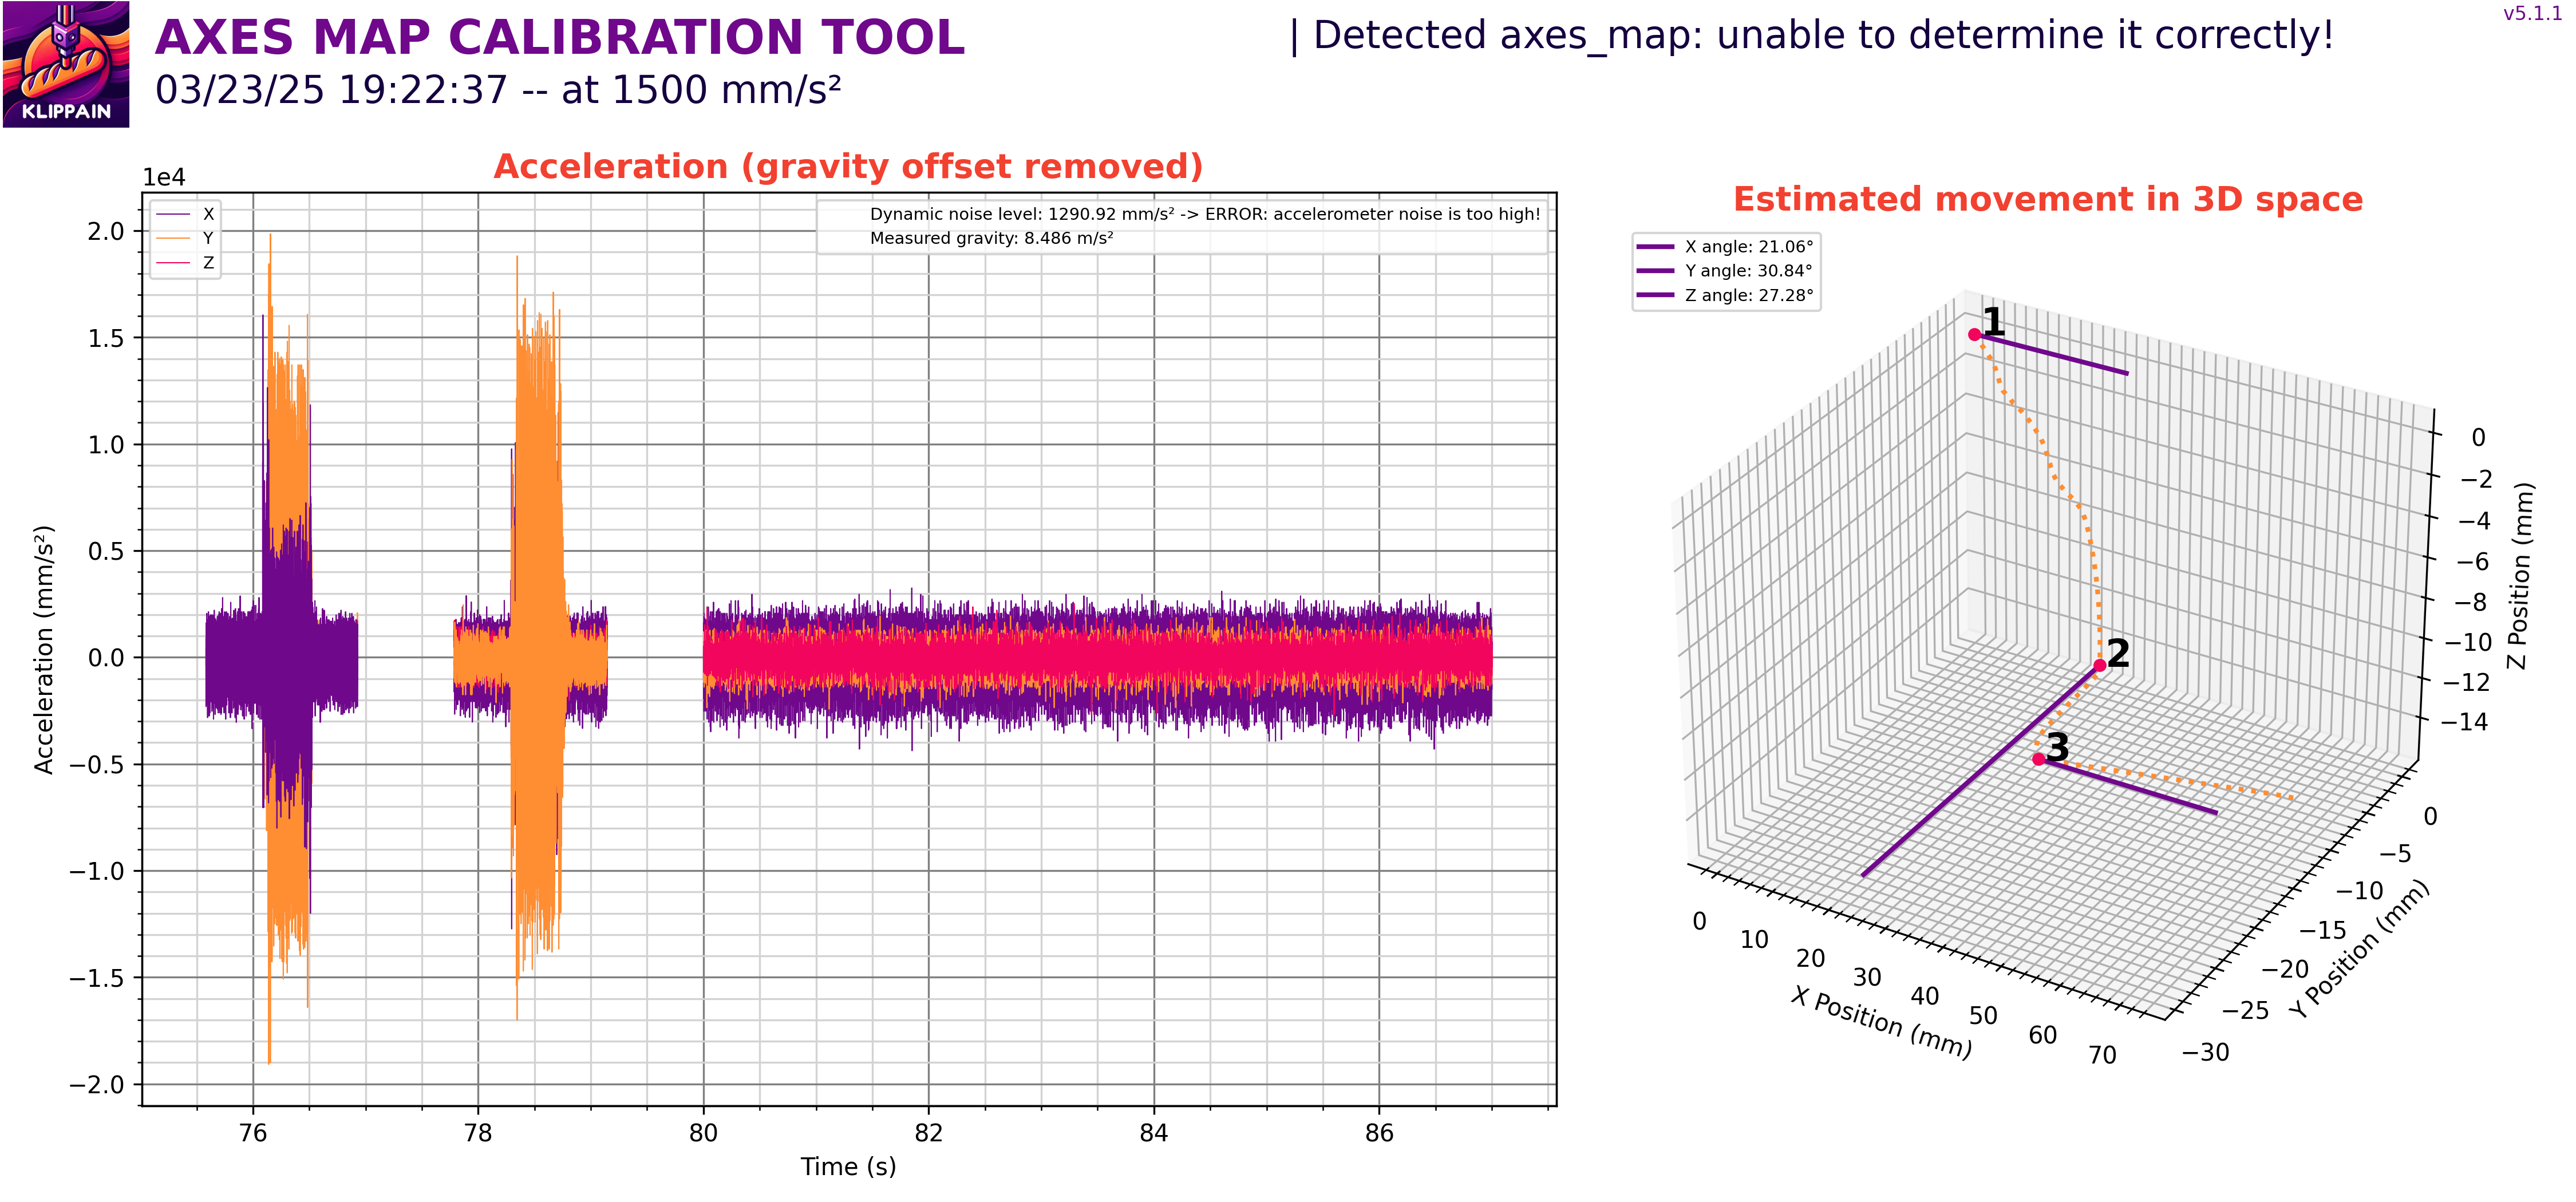 AXES MAP CALIBRATION TOOL
03/23/25 19:22:37 -- at 1500 mm/s²
| Detected axes_map: unable to determine it correctly!
v5.1.1
KLIPPAIN
Acceleration (gravity offset removed)
1e4
X
Y
Z
Dynamic noise level: 1290.92 mm/s² -> ERROR: accelerometer noise is too high!
Measured gravity: 8.486 m/s²
2.0
1.5
1.0
0.5
0.0
−0.5
−1.0
−1.5
−2.0
Acceleration (mm/s²)
76
78
80
82
84
86
Time (s)
Estimated movement in 3D space
X angle: 21.06°
Y angle: 30.84°
Z angle: 27.28°
1
2
3
0
−2
−4
−6
−8
−10
−12
−14
Z Position (mm)
0
−5
−10
−15
−20
−25
−30
Y Position (mm)
0
10
20
30
40
50
60
70
X Position (mm)